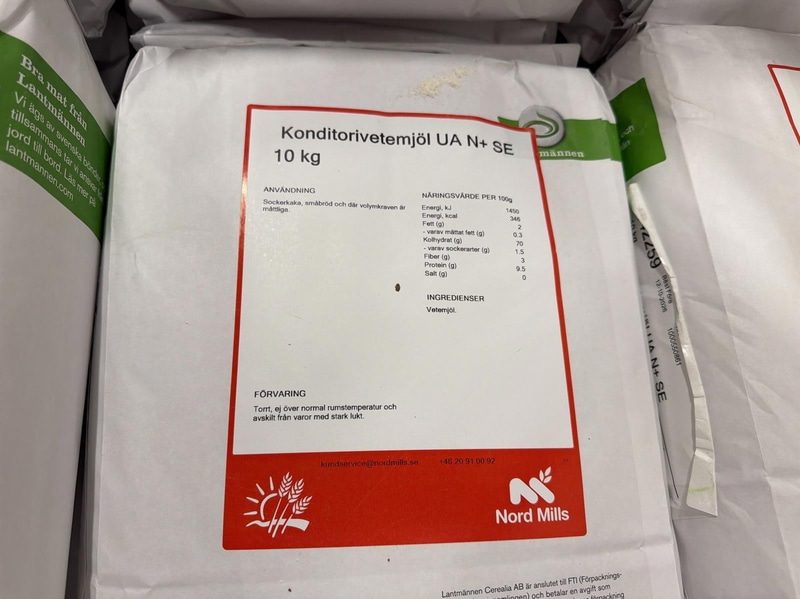 Bra mat från
Lantmännen
Vi ägs av svenska bönder
tillsammans tar vi ansvar från
jord till bord. Läs mer på
lantmannen.com
männen
Konditorivetemjöl UA N+ SE
10 kg
ANVÄNDNING
Sockerkaka, småbröd och där volymkraven är
måttliga.
NÄRINGSVÄRDE PER 100g
Energi, kJ 1450
Energi, kcal 346
Fett (g) 2
- varav mättat fett (g) 0.3
Kolhydrat (g) 70
- varav sockerarter (g) 1.5
Fiber (g) 3
Protein (g) 9.5
Salt (g) 0
INGREDIENSER
Vetemjöl.
FÖRVARING
Torrt, ej över normal rumstemperatur och
avskilt från varor med stark lukt.
kundservice@nordmills.se +46 20 91 00 92
Nord Mills
Lantmännen Cerealia AB är anslutet till FTI (Förpacknings-
och betalar en avgift som
förpackning
UA N+ SE